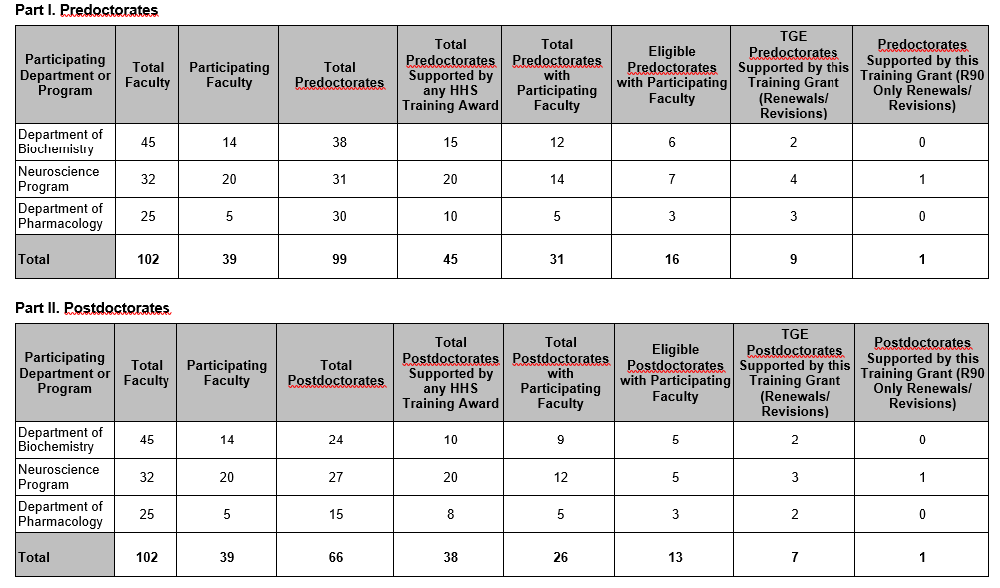 Part I. Predoctorates
Participating Department or Program | Total Faculty | Participating Faculty | Total Predoctorates | Total Predoctorates Supported by any HHS Training Award | Total Predoctorates with Participating Faculty | Eligible Predoctorates with Participating Faculty | TGE Predoctorates Supported by this Training Grant (Renewals/ Revisions) | Predoctorates Supported by this Training Grant (R90 Only Renewals/ Revisions)
Department of Biochemistry | 45 | 14 | 38 | 15 | 12 | 6 | 2 | 0
Neuroscience Program | 32 | 20 | 31 | 20 | 14 | 7 | 4 | 1
Department of Pharmacology | 25 | 5 | 30 | 10 | 5 | 3 | 3 | 0
Total | 102 | 39 | 99 | 45 | 31 | 16 | 9 | 1
Part II. Postdoctorates
Participating Department or Program | Total Faculty | Participating Faculty | Total Postdoctorates | Total Postdoctorates Supported by any HHS Training Award | Total Postdoctorates with Participating Faculty | Eligible Postdoctorates with Participating Faculty | TGE Postdoctorates Supported by this Training Grant (Renewals/ Revisions) | Postdoctorates Supported by this Training Grant (R90 Only Renewals/ Revisions)
Department of Biochemistry | 45 | 14 | 24 | 10 | 9 | 5 | 2 | 0
Neuroscience Program | 32 | 20 | 27 | 20 | 12 | 5 | 3 | 1
Department of Pharmacology | 25 | 5 | 15 | 8 | 5 | 3 | 2 | 0
Total | 102 | 39 | 66 | 38 | 26 | 13 | 7 | 1